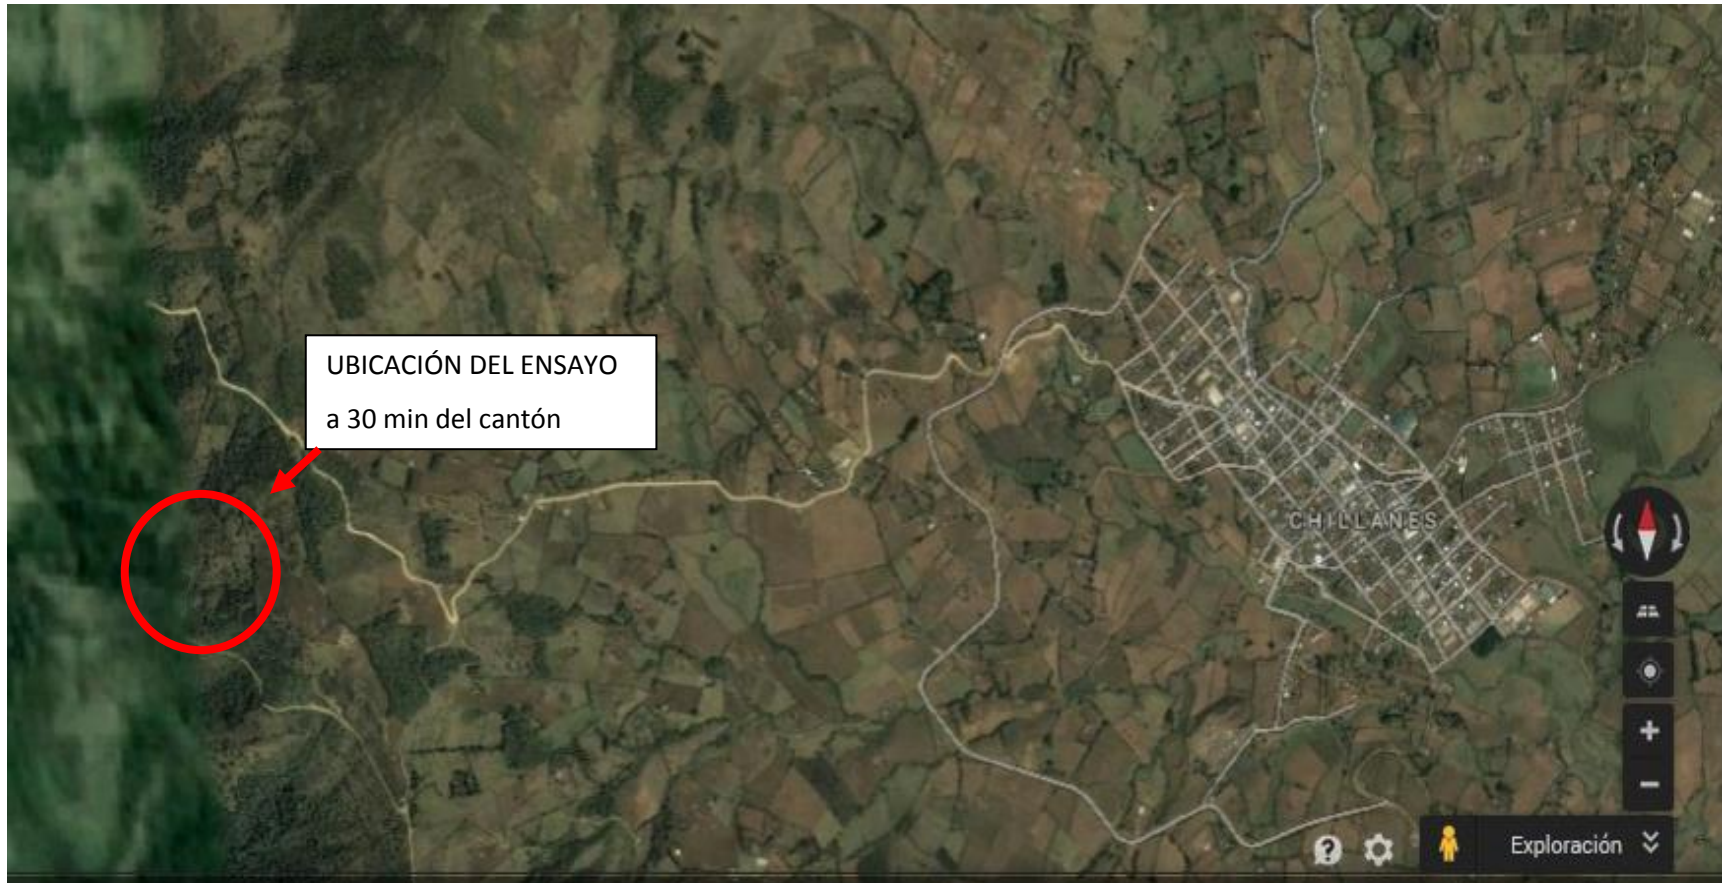 UBICACIÓN DEL ENSAYO
a 30 min del cantón
CHILLANES
Exploración